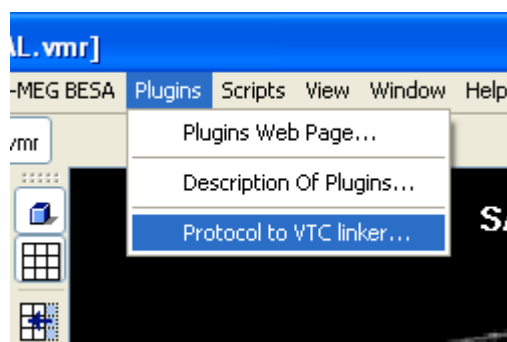 AL.vmr]
-MEG BESA Plugins Scripts View Window Help
vmr
Plugins Web Page...
Description Of Plugins...
Protocol to VTC linker...
SA